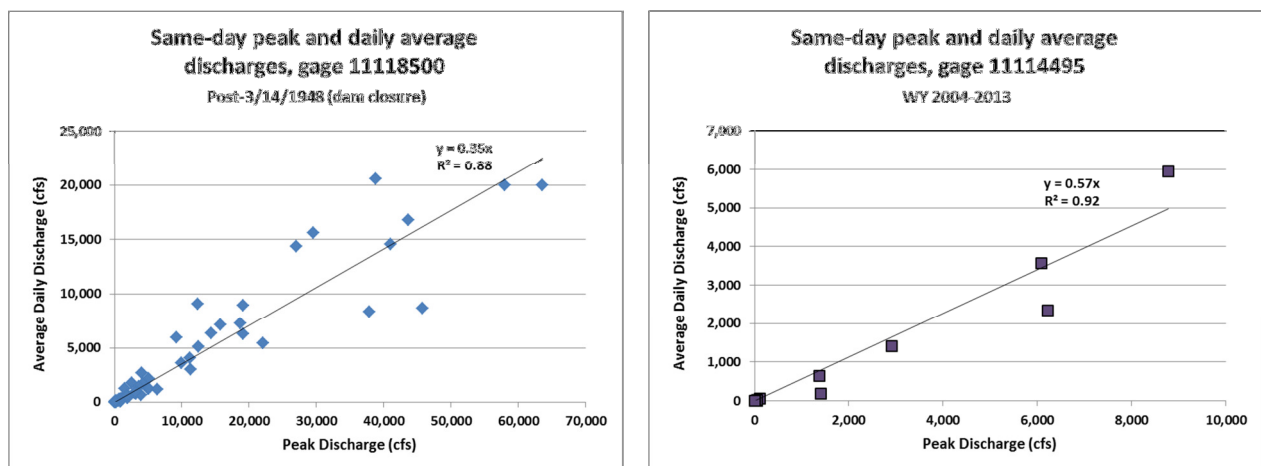 Same-day peak and daily average
discharges, gage 11118500
Post-3/14/1948 (dam closure)
25,000
20,000
15,000
10,000
5,000
0
y = 0.35x
R² = 0.88
Average Daily Discharge (cfs)
0 10,000 20,000 30,000 40,000 50,000 60,000 70,000
Peak Discharge (cfs)
Same-day peak and daily average
discharges, gage 11114495
WY 2004-2013
7,000
6,000
5,000
4,000
3,000
2,000
1,000
0
y = 0.57x
R² = 0.92
Average Daily Discharge (cfs)
0 2,000 4,000 6,000 8,000 10,000
Peak Discharge (cfs)